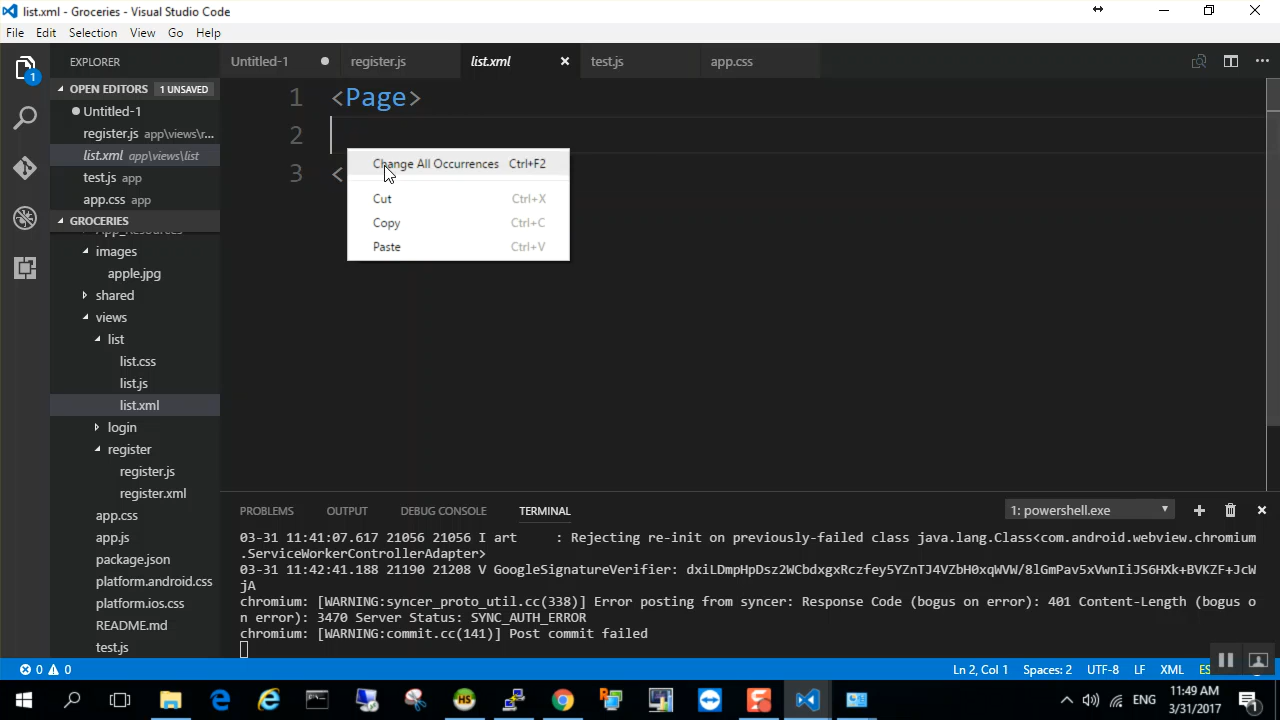 list.xml - Groceries - Visual Studio Code
File Edit Selection View Go Help
EXPLORER
Untitled-1 register.js list.xml test.js app.css
OPEN EDITORS 1 UNSAVED
Untitled-1
register.js app\views\r...
list.xml app\views\list
test.js app
app.css app
GROCERIES
images
apple.jpg
shared
views
list
list.css
list.js
list.xml
login
register
register.js
register.xml
app.css
app.js
package.json
platform.android.css
platform.ios.css
README.md
test.js
1 <Page>
2
3 <
Change All Occurrences Ctrl+F2
Cut Ctrl+X
Copy Ctrl+C
Paste Ctrl+V
PROBLEMS OUTPUT DEBUG CONSOLE TERMINAL 1: powershell.exe
03-31 11:41:07.617 21056 21056 I art : Rejecting re-init on previously-failed class java.lang.Class<com.android.webview.chromium
.ServiceWorkerControllerAdapter>
03-31 11:42:41.188 21190 21208 V GoogleSignatureVerifier: dxiLDmpHpDsz2WCbdxgxRczfey5YZnTJ4VZbH0xqWVW/8lGmPav5xVwnIiJS6HXk+BVKZF+JcW
jA
chromium: [WARNING:syncer_proto_util.cc(338)] Error posting from syncer: Response Code (bogus on error): 401 Content-Length (bogus o
n error): 3470 Server Status: SYNC_AUTH_ERROR
chromium: [WARNING:commit.cc(141)] Post commit failed
0 0 Ln 2, Col 1 Spaces: 2 UTF-8 LF XML ES
ENG 11:49 AM
3/31/2017